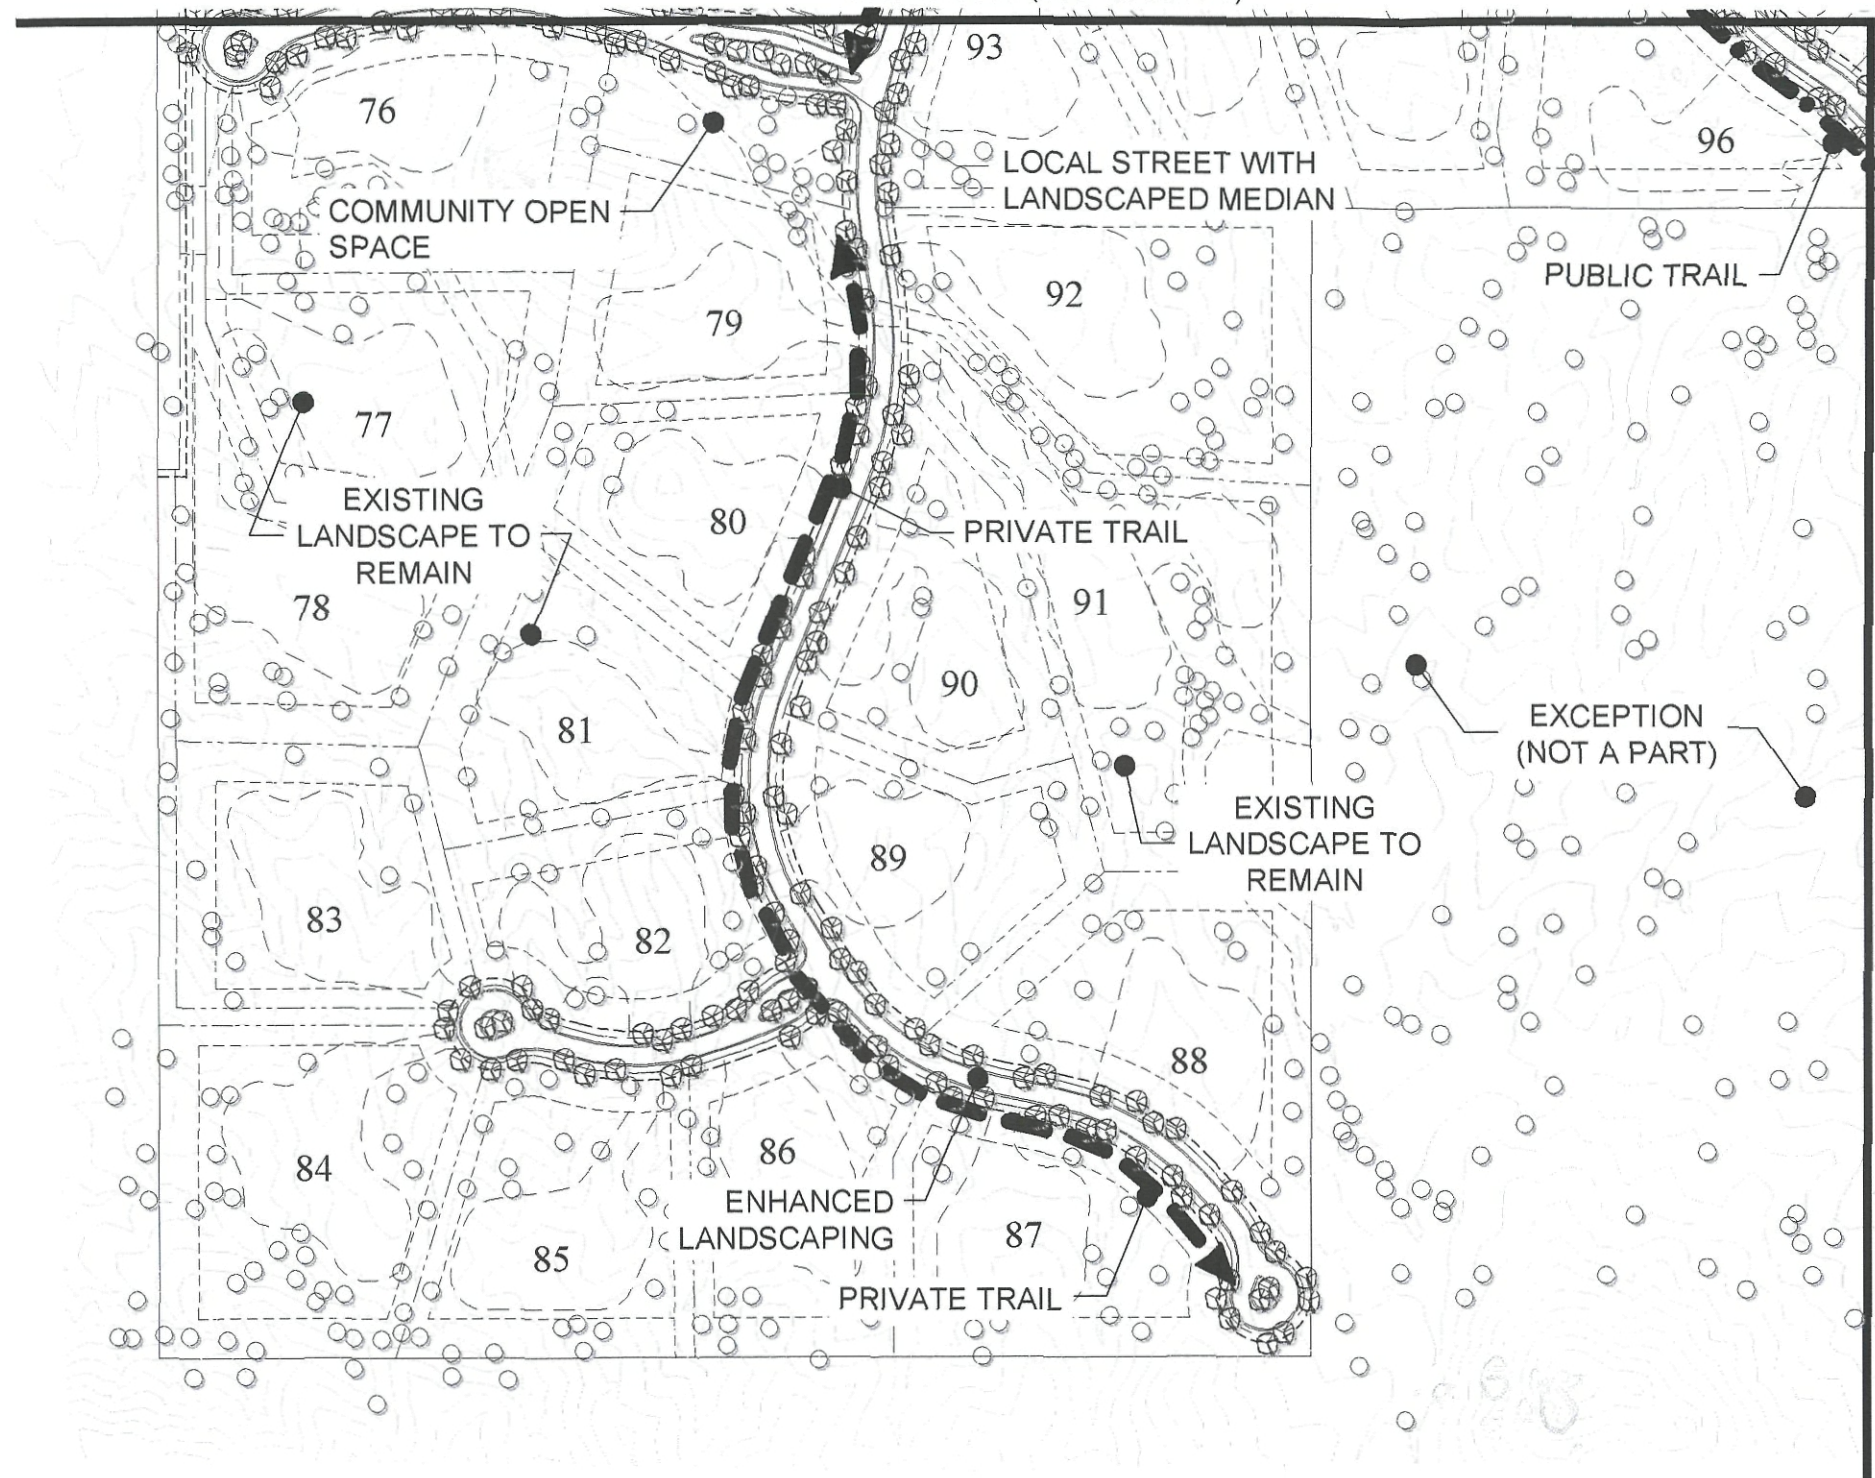 93
76
96
LOCAL STREET WITH
LANDSCAPED MEDIAN
COMMUNITY OPEN
SPACE
PUBLIC TRAIL
92
79
77
EXISTING
LANDSCAPE TO
REMAIN
80
PRIVATE TRAIL
78
91
90
81
EXCEPTION
(NOT A PART)
EXISTING
LANDSCAPE TO
REMAIN
89
83
82
88
84
86
ENHANCED
LANDSCAPING
87
85
PRIVATE TRAIL